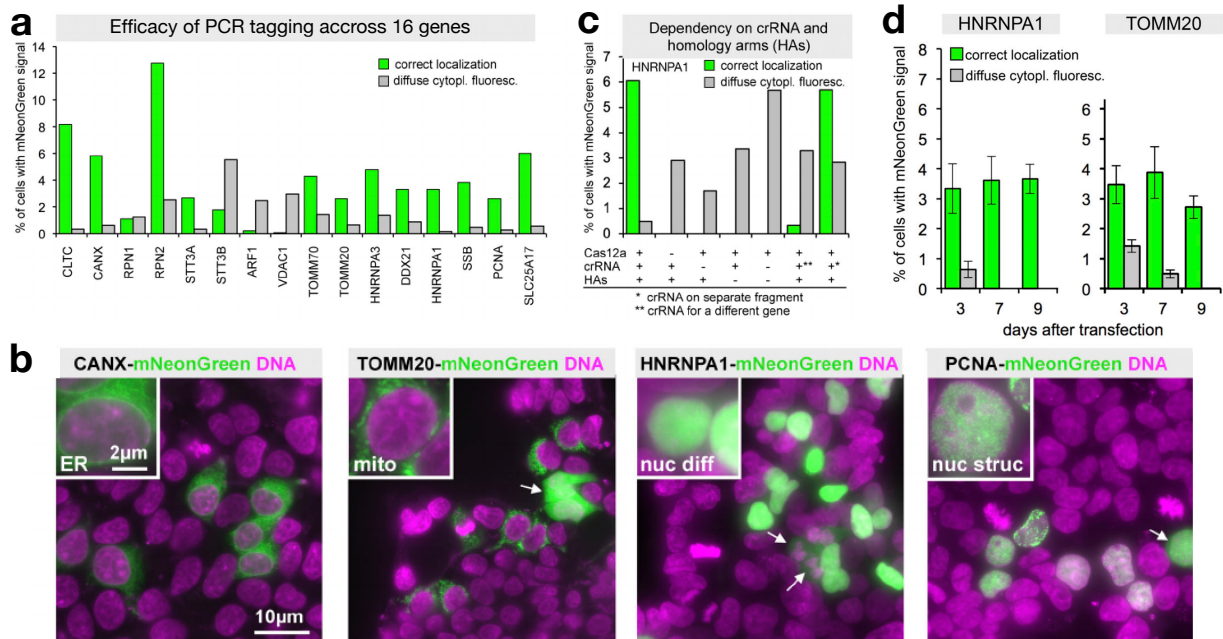 a
Efficacy of PCR tagging accross 16 genes
% of cells with mNeonGreen signal
14
12
10
8
6
4
2
0
correct localization
diffuse cytopl. fluoresc.
CLTC
CANX
RPN1
RPN2
STT3A
STT3B
ARF1
VDAC1
TOMM70
TOMM20
HNRNPA3
DDX21
HNRNPA1
SSB
PCNA
SLC25A17
c
Dependency on crRNA and
homology arms (HAs)
HNRNPA1
correct localization
diffuse cytopl. fluoresc.
% of cells with mNeonGreen signal
7
6
5
4
3
2
1
0
Cas12a + - + - + + +
crRNA + + - + - +** +*
HAs + + + - - + +
* crRNA on separate fragment
** crRNA for a different gene
d
HNRNPA1
TOMM20
correct localization
diffuse cytopl. fluoresc.
% of cells with mNeonGreen signal
8
7
6
5
4
3
2
1
0
3 7 9
6
5
4
3
2
1
0
3 7 9
days after transfection
b
CANX-mNeonGreen DNA
ER
2µm
10µm
TOMM20-mNeonGreen DNA
mito
HNRNPA1-mNeonGreen DNA
nuc diff
PCNA-mNeonGreen DNA
nuc struc